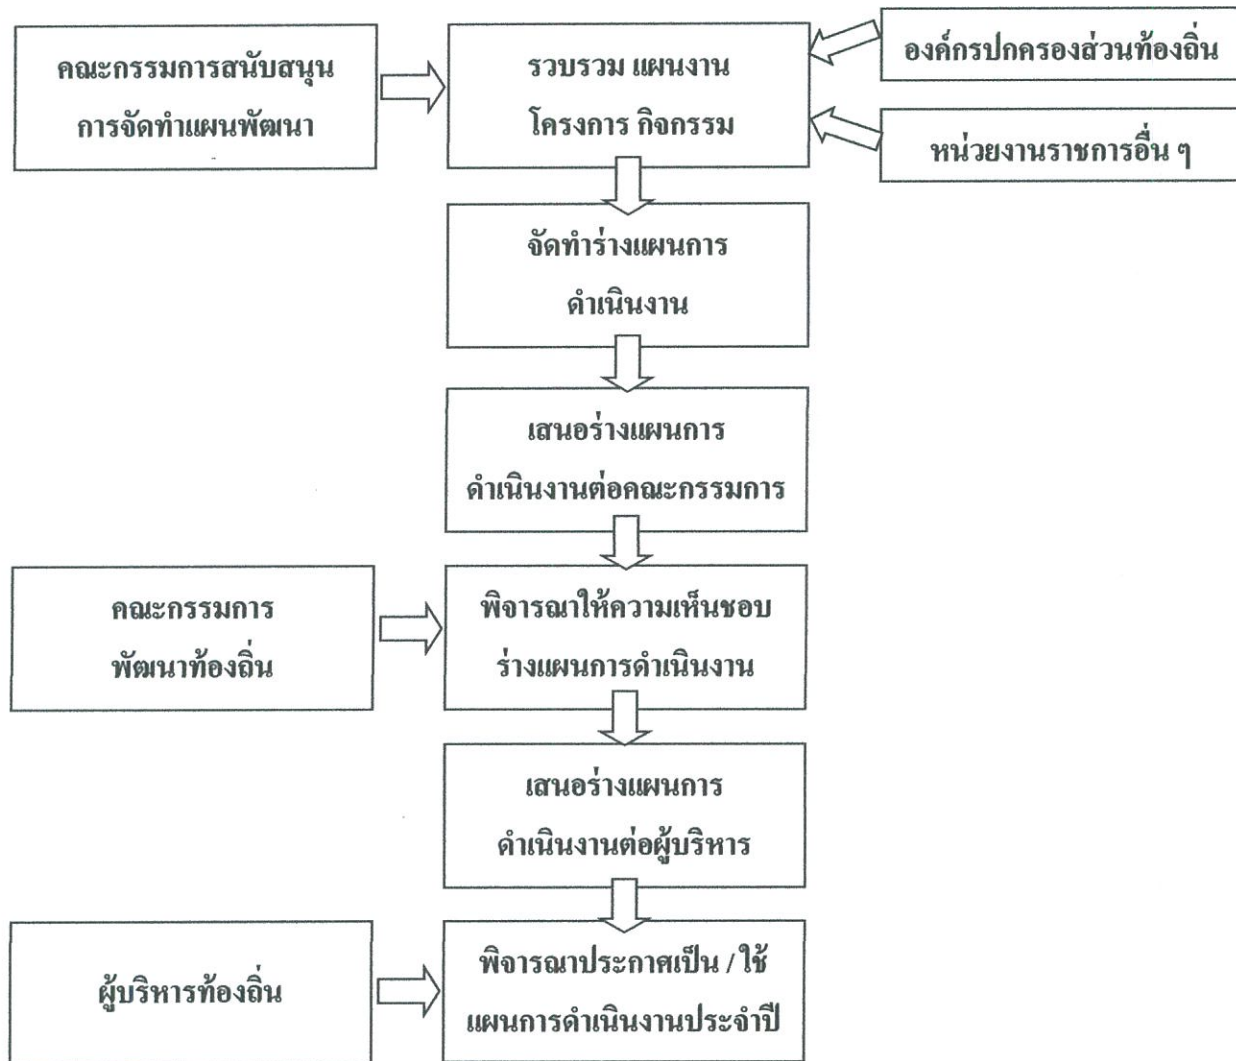 คณะกรรมการสนับสนุน
การจัดทำแผนพัฒนา
รวบรวม แผนงาน
โครงการ กิจกรรม
องค์กรปกครองส่วนท้องถิ่น
หน่วยงานราชการอื่น ๆ
จัดทำร่างแผนการ
ดำเนินงาน
เสนอร่างแผนการ
ดำเนินงานต่อคณะกรรมการ
คณะกรรมการ
พัฒนาท้องถิ่น
พิจารณาให้ความเห็นชอบ
ร่างแผนการดำเนินงาน
เสนอร่างแผนการ
ดำเนินงานต่อผู้บริหาร
ผู้บริหารท้องถิ่น
พิจารณาประกาศเป็น / ใช้
แผนการดำเนินงานประจำปี